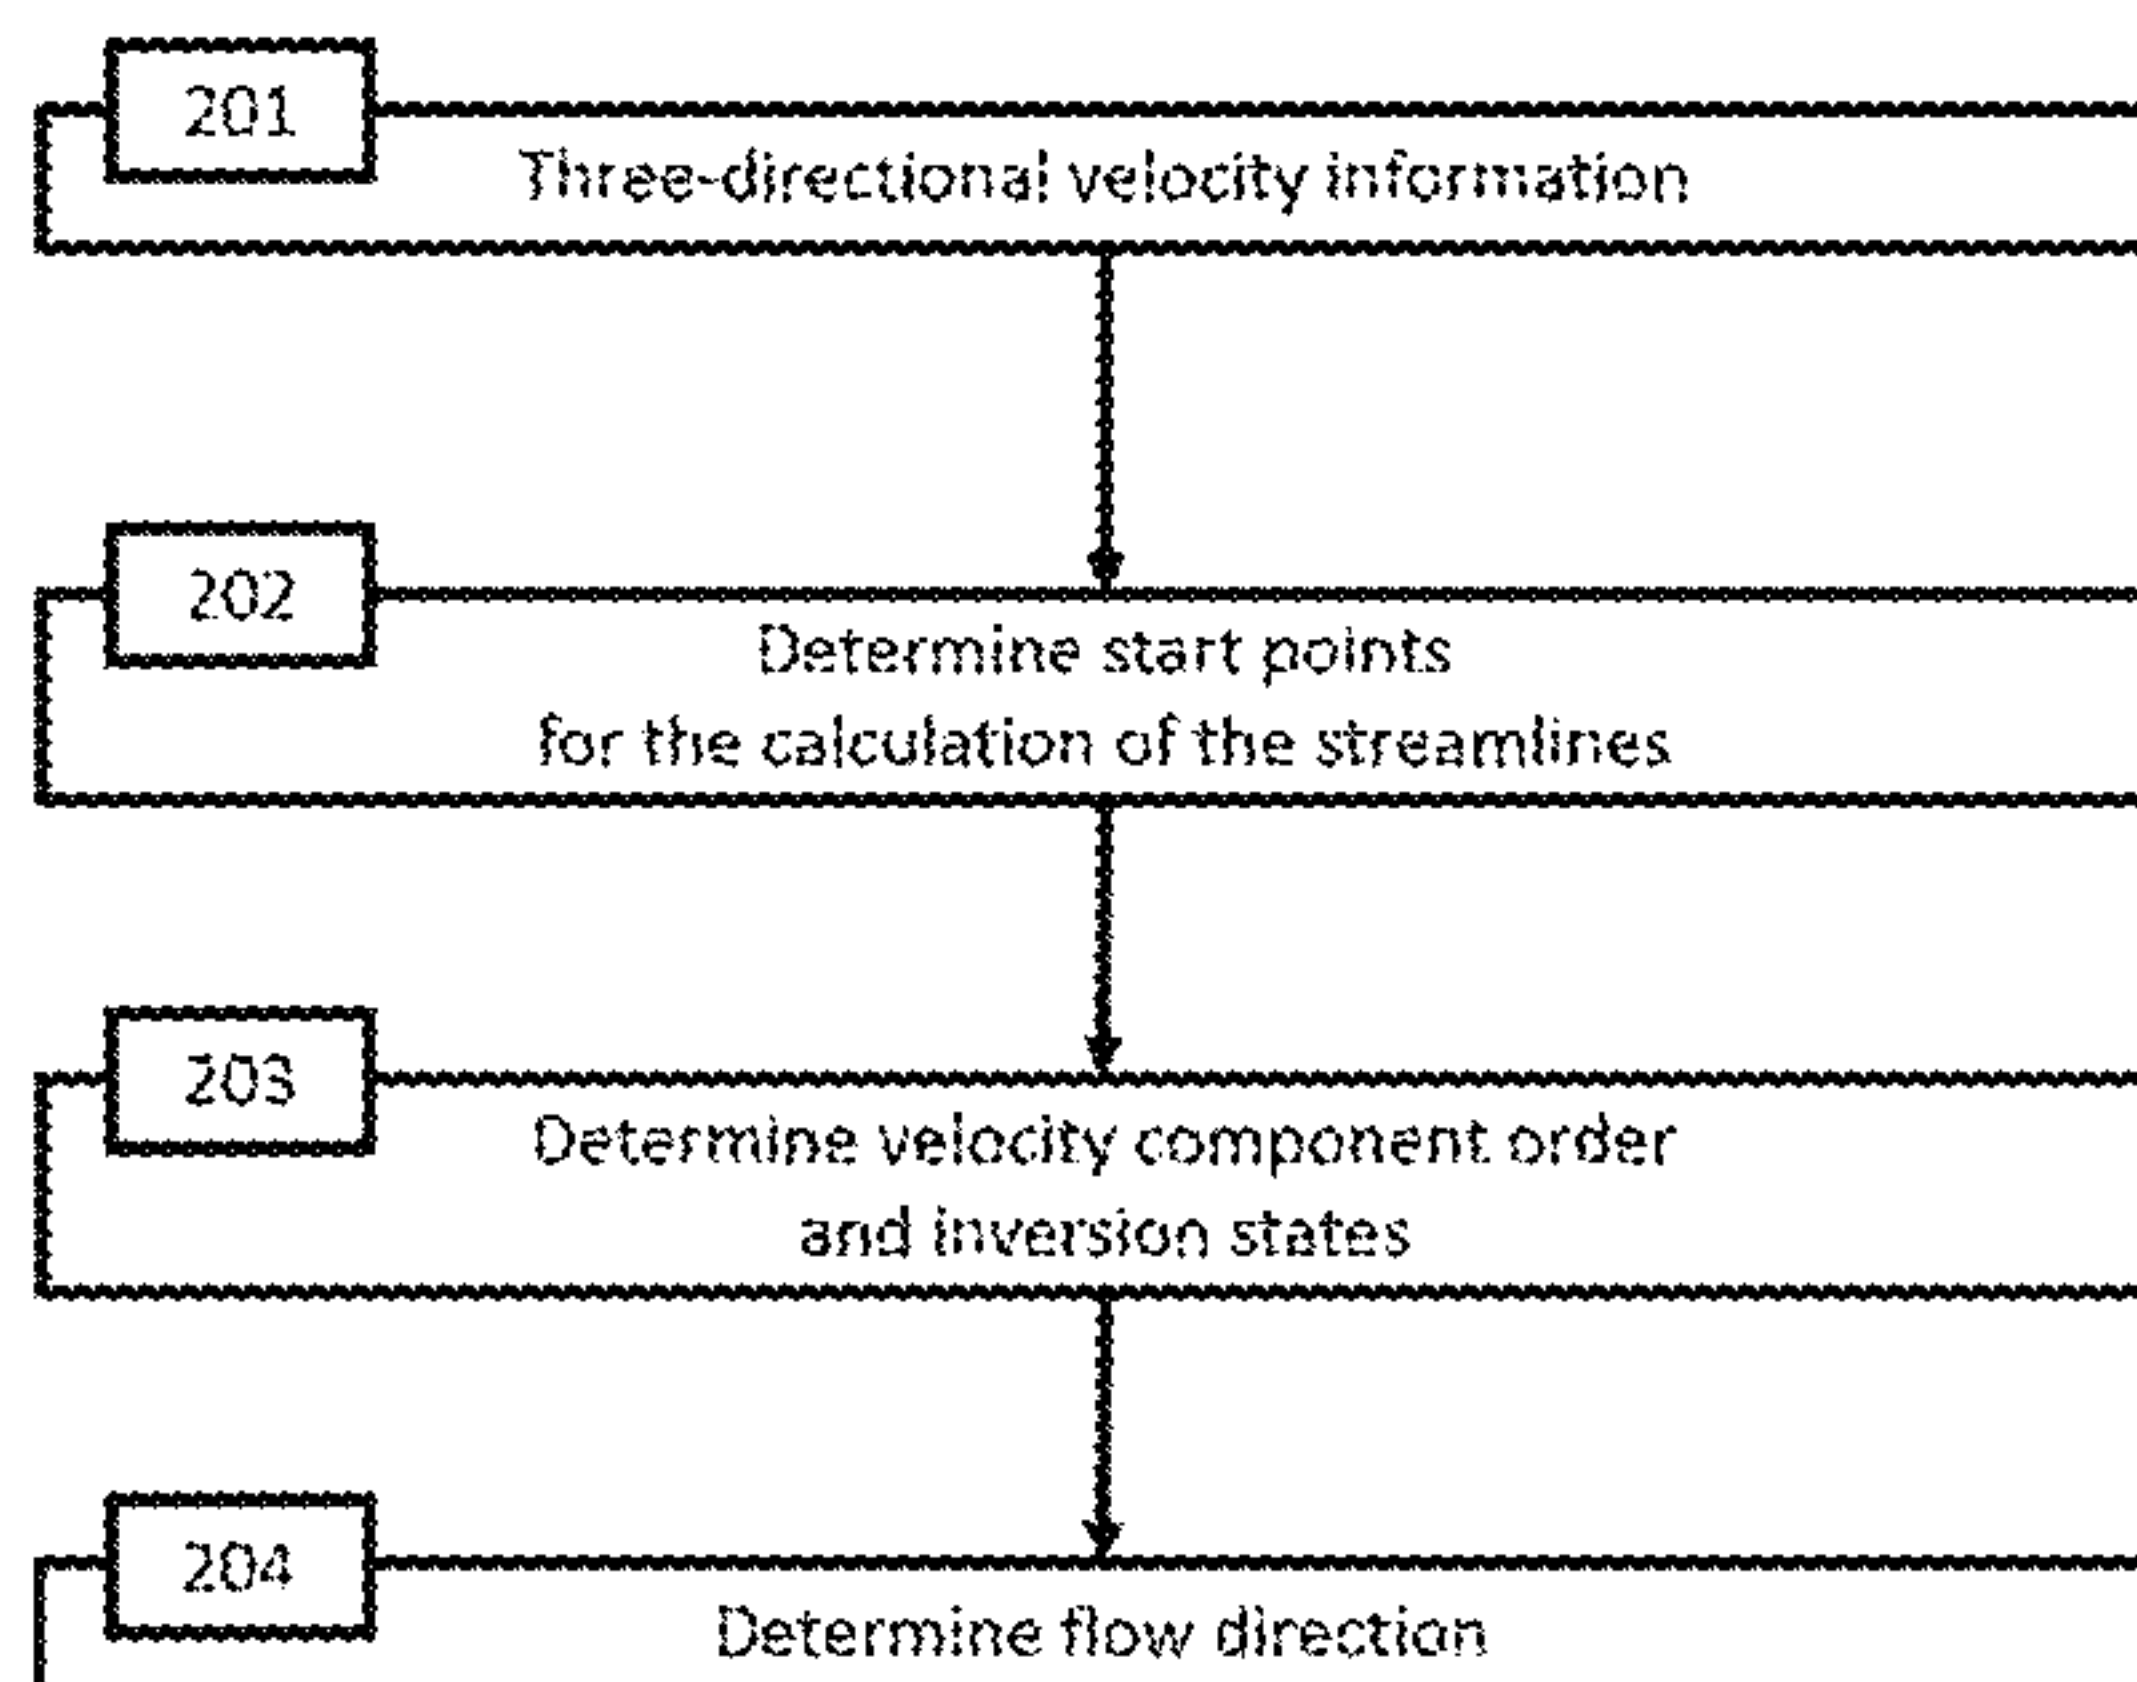 201
Three-directional velocity information
202
Determine start points
for the calculation of the streamlines
203
Determine velocity component order
and inversion states
204
Determine flow direction